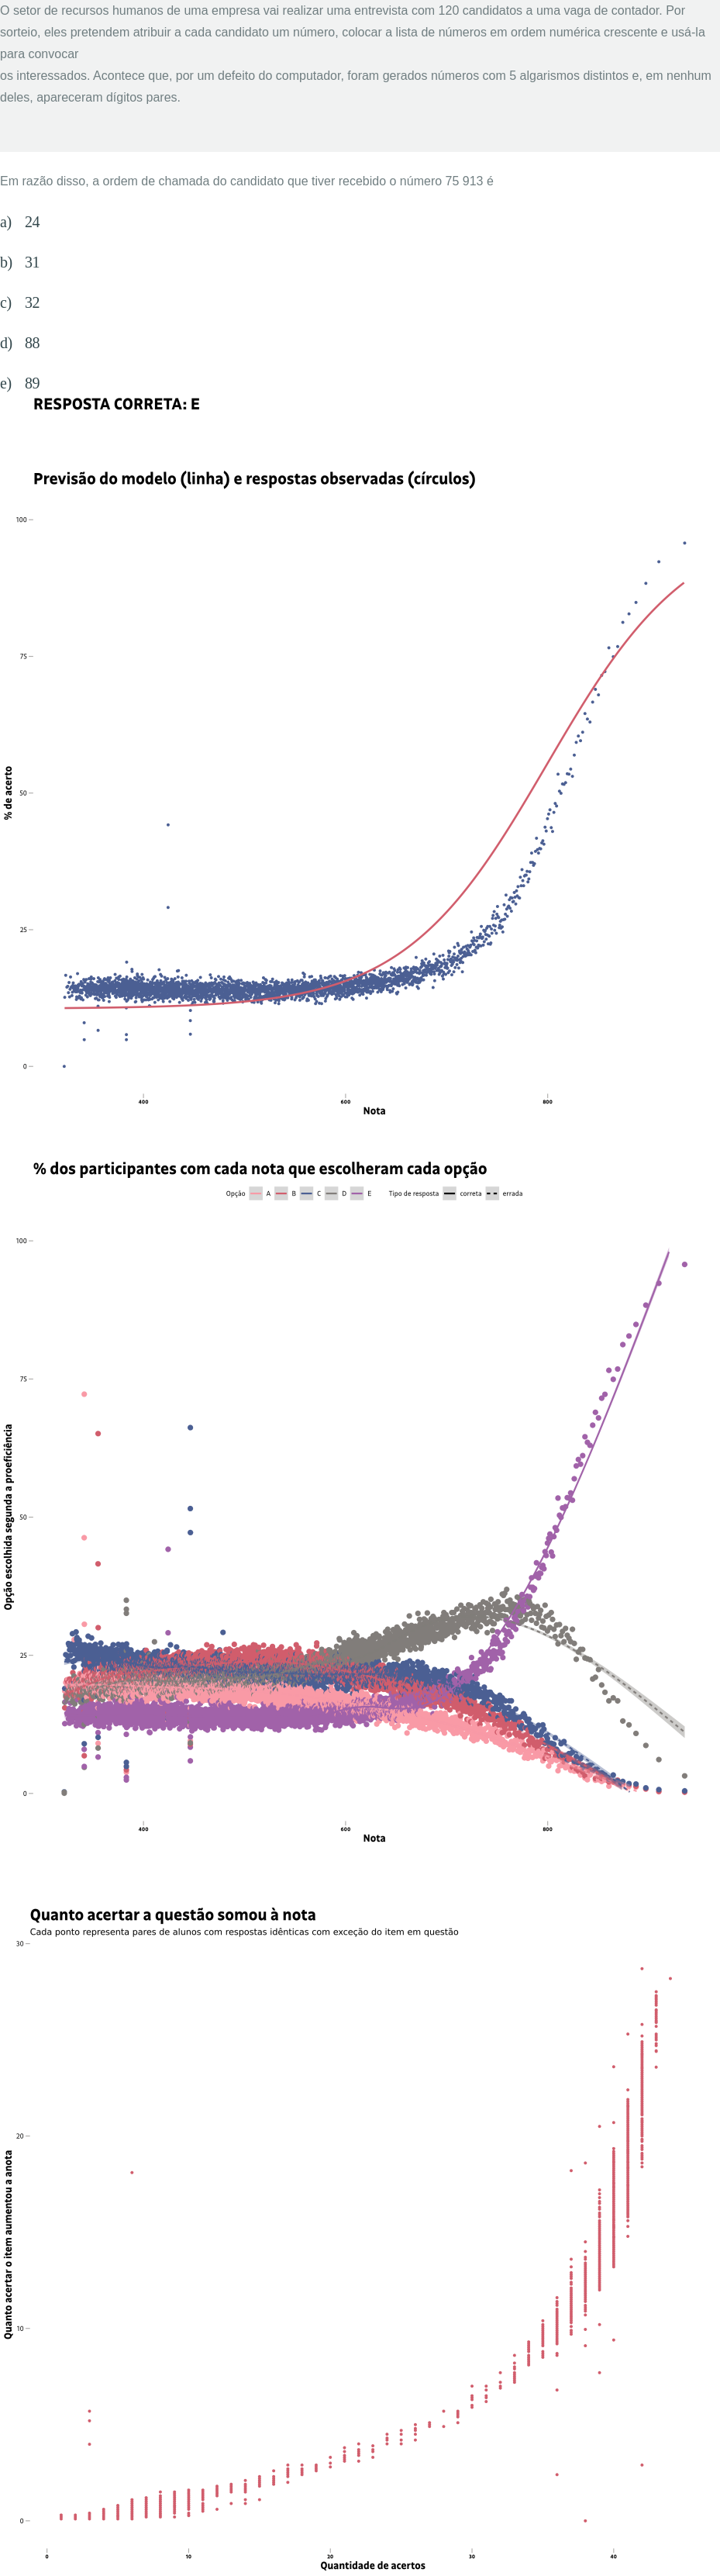 O setor de recursos humanos de uma empresa vai realizar uma entrevista com 120 candidatos a uma vaga de contador. Por
sorteio, eles pretendem atribuir a cada candidato um número, colocar a lista de números em ordem numérica crescente e usá-la
para convocar
os interessados. Acontece que, por um defeito do computador, foram gerados números com 5 algarismos distintos e, em nenhum
deles, apareceram dígitos pares.
Em razão disso, a ordem de chamada do candidato que tiver recebido o número 75 913 é
a) 24
b) 31
c) 32
d) 88
e) 89
RESPOSTA CORRETA: E
Previsão do modelo (linha) e respostas observadas (círculos)
100
75
% de acerto
50
25
0
400 600 800
Nota
% dos participantes com cada nota que escolheram cada opção
Opção A B C D E Tipo de resposta correta errada
100
75
Opção escolhida segunda a proeficiência
50
25
0
400 600 800
Nota
Quanto acertar a questão somou à nota
Cada ponto representa pares de alunos com respostas idênticas com exceção do item em questão
30
20
Quanto acertar o item aumentou a anota
10
0
0 10 20 30 40
Quantidade de acertos